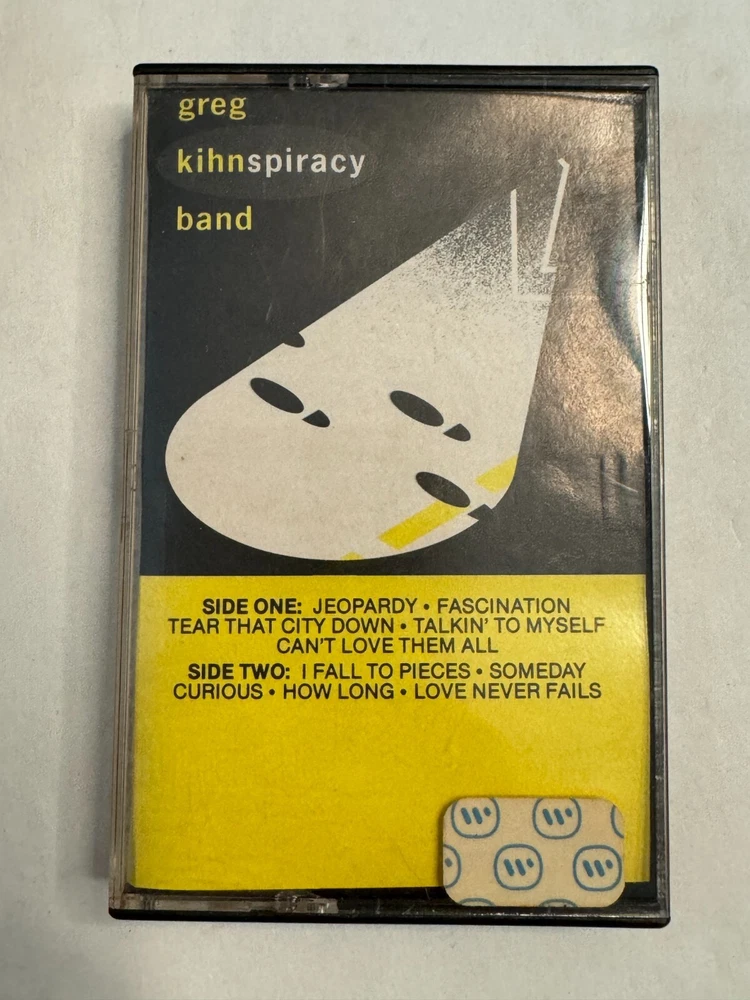 greg
kihnspiracy
band
SIDE ONE: JEOPARDY • FASCINATION
TEAR THAT CITY DOWN • TALKIN' TO MYSELF
CAN'T LOVE THEM ALL
SIDE TWO: I FALL TO PIECES • SOMEDAY
CURIOUS • HOW LONG • LOVE NEVER FAILS